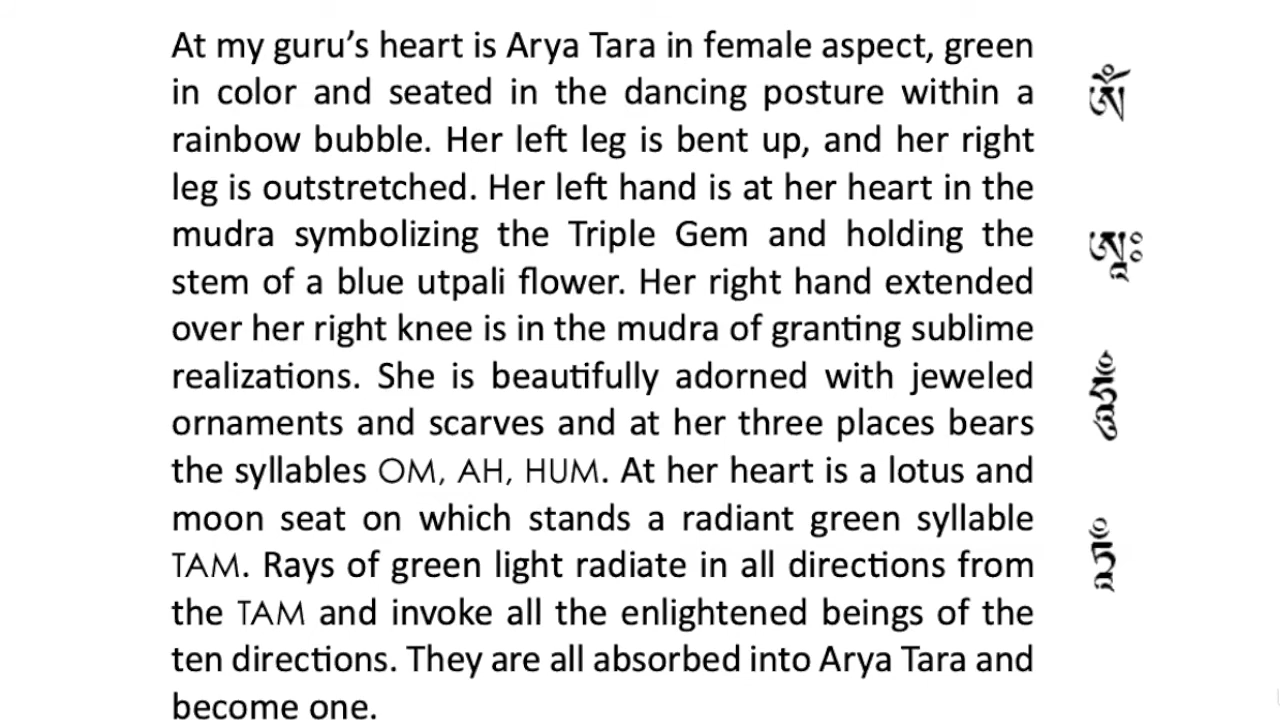 At my guru’s heart is Arya Tara in female aspect, green
in color and seated in the dancing posture within a
rainbow bubble. Her left leg is bent up, and her right
leg is outstretched. Her left hand is at her heart in the
mudra symbolizing the Triple Gem and holding the
stem of a blue utpali flower. Her right hand extended
over her right knee is in the mudra of granting sublime
realizations. She is beautifully adorned with jeweled
ornaments and scarves and at her three places bears
the syllables OM, AH, HUM. At her heart is a lotus and
moon seat on which stands a radiant green syllable
TAM. Rays of green light radiate in all directions from
the TAM and invoke all the enlightened beings of the
ten directions. They are all absorbed into Arya Tara and
become one.
ༀ
ཨཱཿ
ཧཱུྃ
ཏཱཾ